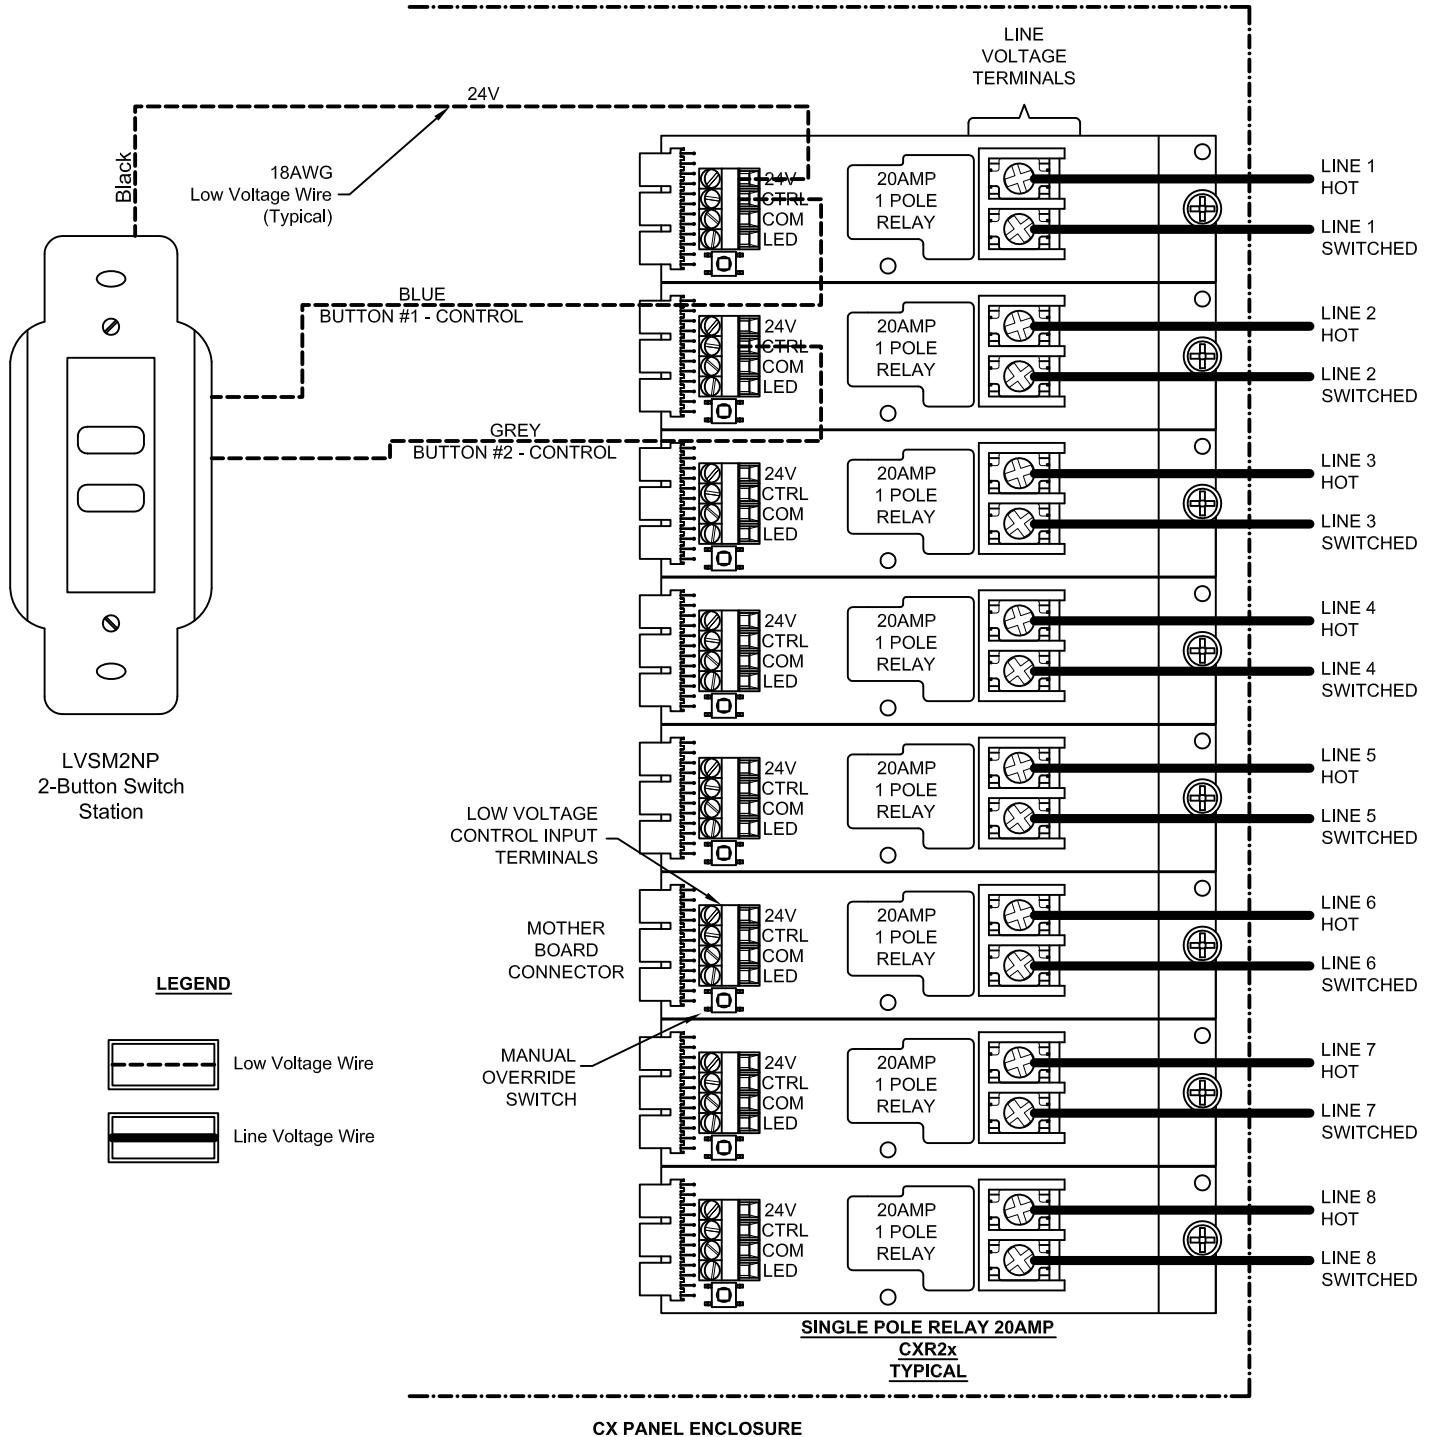 LINE
VOLTAGE
TERMINALS
24V
Black
18AWG
Low Voltage Wire
(Typical)
24V
CTRL
COM
LED
20AMP
1 POLE
RELAY
LINE 1
HOT
LINE 1
SWITCHED
BLUE
BUTTON #1 - CONTROL
24V
CTRL
COM
LED
20AMP
1 POLE
RELAY
LINE 2
HOT
LINE 2
SWITCHED
GREY
BUTTON #2 - CONTROL
24V
CTRL
COM
LED
20AMP
1 POLE
RELAY
LINE 3
HOT
LINE 3
SWITCHED
24V
CTRL
COM
LED
20AMP
1 POLE
RELAY
LINE 4
HOT
LINE 4
SWITCHED
LVSM2NP
2-Button Switch
Station
24V
CTRL
COM
LED
20AMP
1 POLE
RELAY
LINE 5
HOT
LINE 5
SWITCHED
LOW VOLTAGE
CONTROL INPUT
TERMINALS
MOTHER
BOARD
CONNECTOR
24V
CTRL
COM
LED
20AMP
1 POLE
RELAY
LINE 6
HOT
LINE 6
SWITCHED
LEGEND
Low Voltage Wire
Line Voltage Wire
MANUAL
OVERRIDE
SWITCH
24V
CTRL
COM
LED
20AMP
1 POLE
RELAY
LINE 7
HOT
LINE 7
SWITCHED
24V
CTRL
COM
LED
20AMP
1 POLE
RELAY
LINE 8
HOT
LINE 8
SWITCHED
SINGLE POLE RELAY 20AMP
CXR2x
TYPICAL
CX PANEL ENCLOSURE